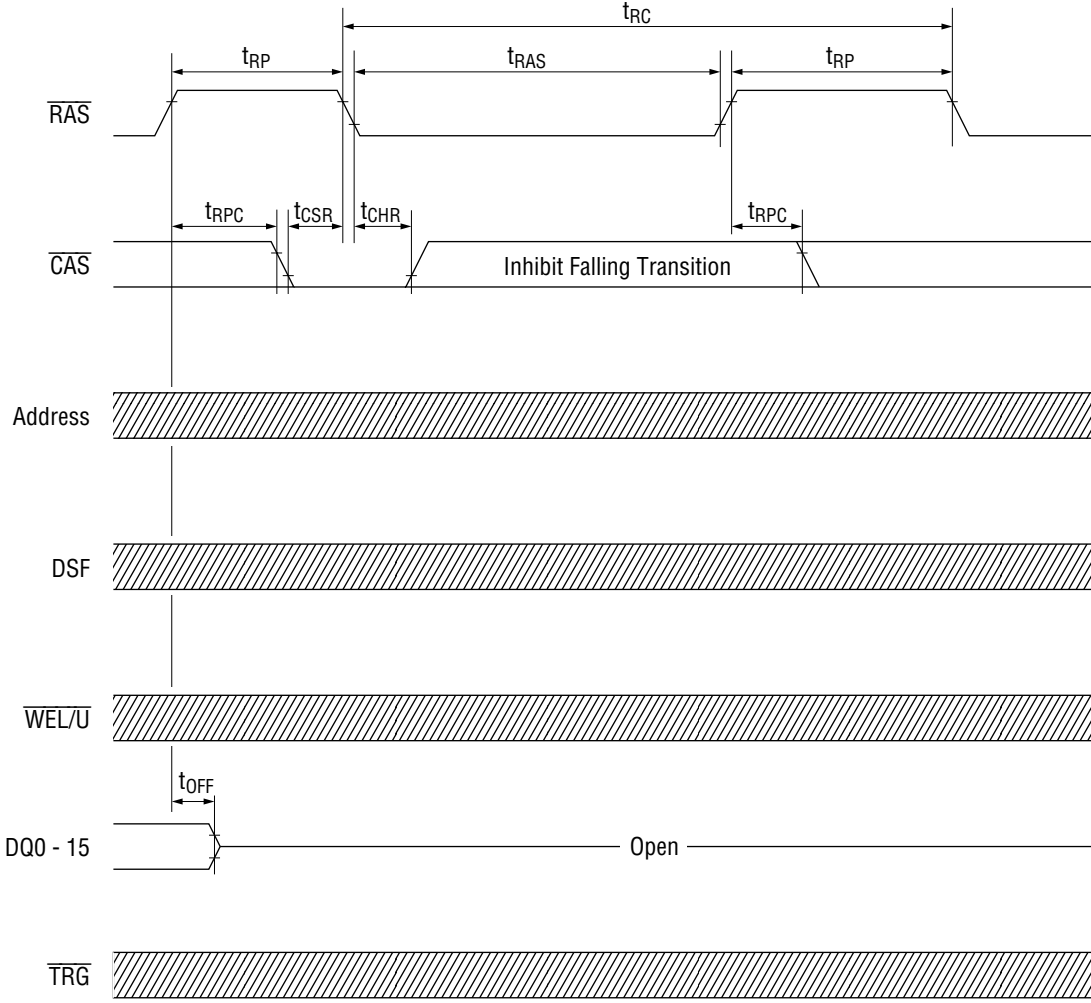 tRC
tRP tRAS tRP
RAS
tRPC tCSR tCHR tRPC
CAS Inhibit Falling Transition
Address
DSF
WEL/U
tOFF
DQ0 - 15 Open
TRG